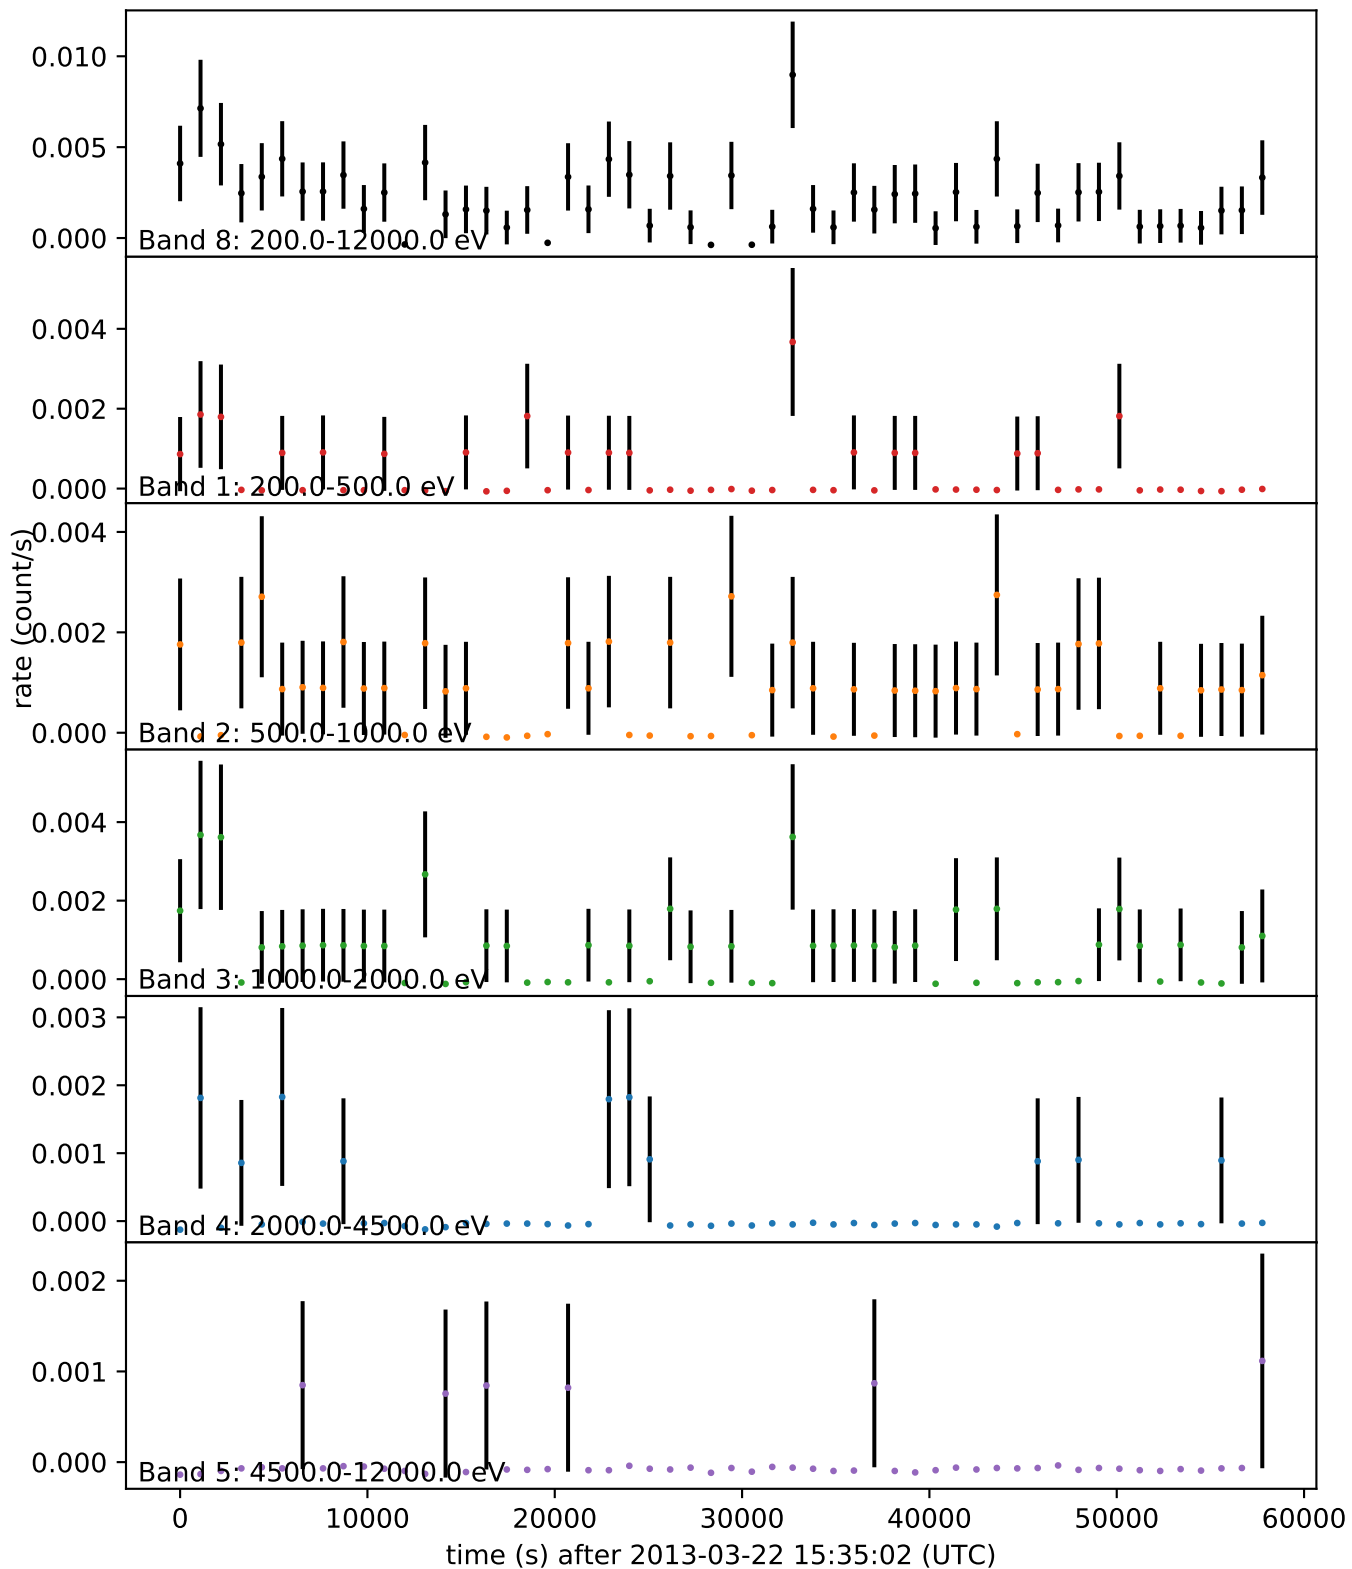 0.010
0.005
0.000
Band 8: 200.0-12000.0 eV
0.004
0.002
0.000
Band 1: 200.0-500.0 eV
rate (count/s)
0.004
0.002
0.000
Band 2: 500.0-1000.0 eV
0.004
0.002
0.000
Band 3: 1000.0-2000.0 eV
0.003
0.002
0.001
0.000
Band 4: 2000.0-4500.0 eV
0.002
0.001
0.000
Band 5: 4500.0-12000.0 eV
0 10000 20000 30000 40000 50000 60000
time (s) after 2013-03-22 15:35:02 (UTC)